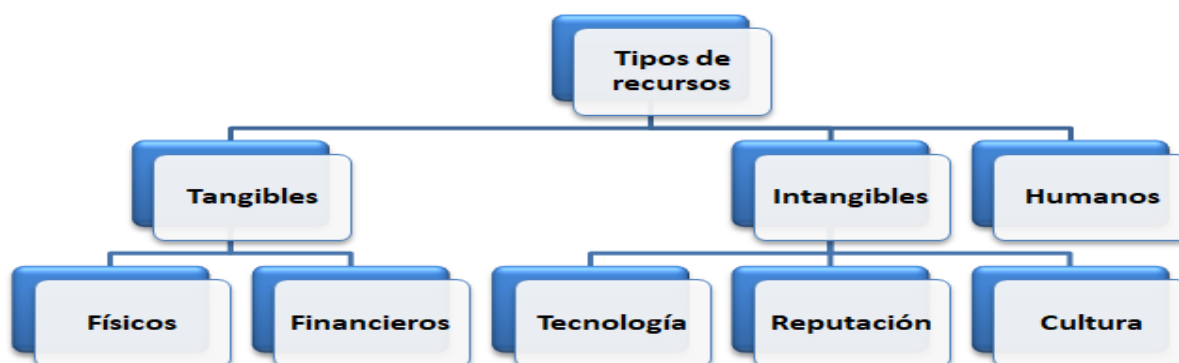 Tipos de
recursos
Tangibles
Intangibles
Humanos
Físicos
Financieros
Tecnología
Reputación
Cultura